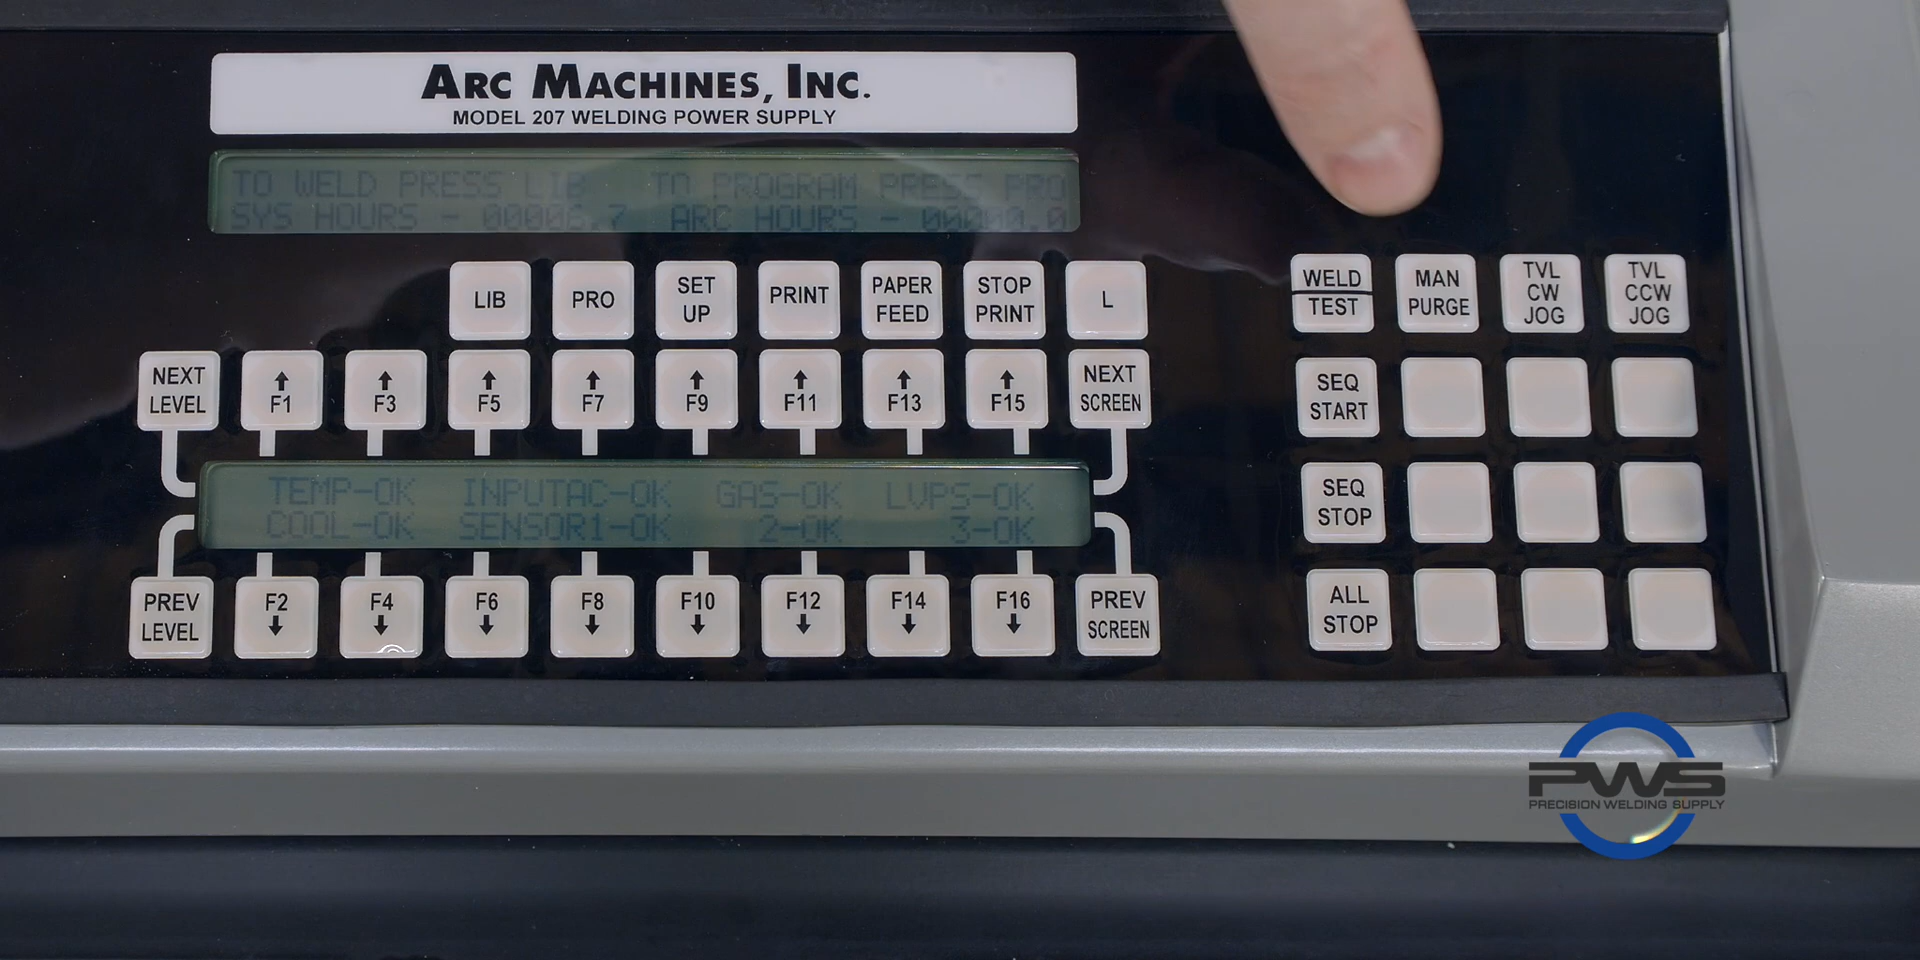 ARC MACHINES, INC.
MODEL 207 WELDING POWER SUPPLY
TO WELD PRESS LIB TO PROGRAM PRESS PRO
SYS HOURS - 00006.7 ARC HOURS - 00000.0
LIB
PRO
SET
UP
PRINT
PAPER
FEED
STOP
PRINT
L
NEXT
LEVEL
F1
F3
F5
F7
F9
F11
F13
F15
NEXT
SCREEN
TEMP-OK INPUTAC-OK GAS-OK LVPS-OK
COOL-OK SENSOR1-OK 2-OK 3-OK
PREV
LEVEL
F2
F4
F6
F8
F10
F12
F14
F16
PREV
SCREEN
WELD
TEST
MAN
PURGE
TVL
CW
JOG
TVL
CCW
JOG
SEQ
START
SEQ
STOP
ALL
STOP
PWS
PRECISION WELDING SUPPLY